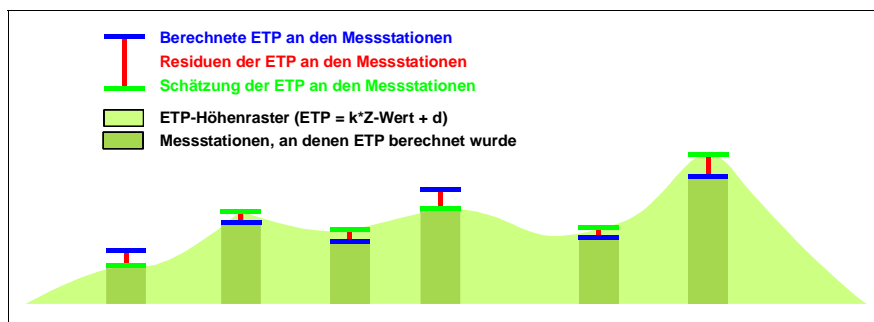 Berechnete ETP an den Messstationen
Residuen der ETP an den Messstationen
Schätzung der ETP an den Messstationen
ETP-Höhenraster (ETP = k*Z-Wert + d)
Messstationen, an denen ETP berechnet wurde